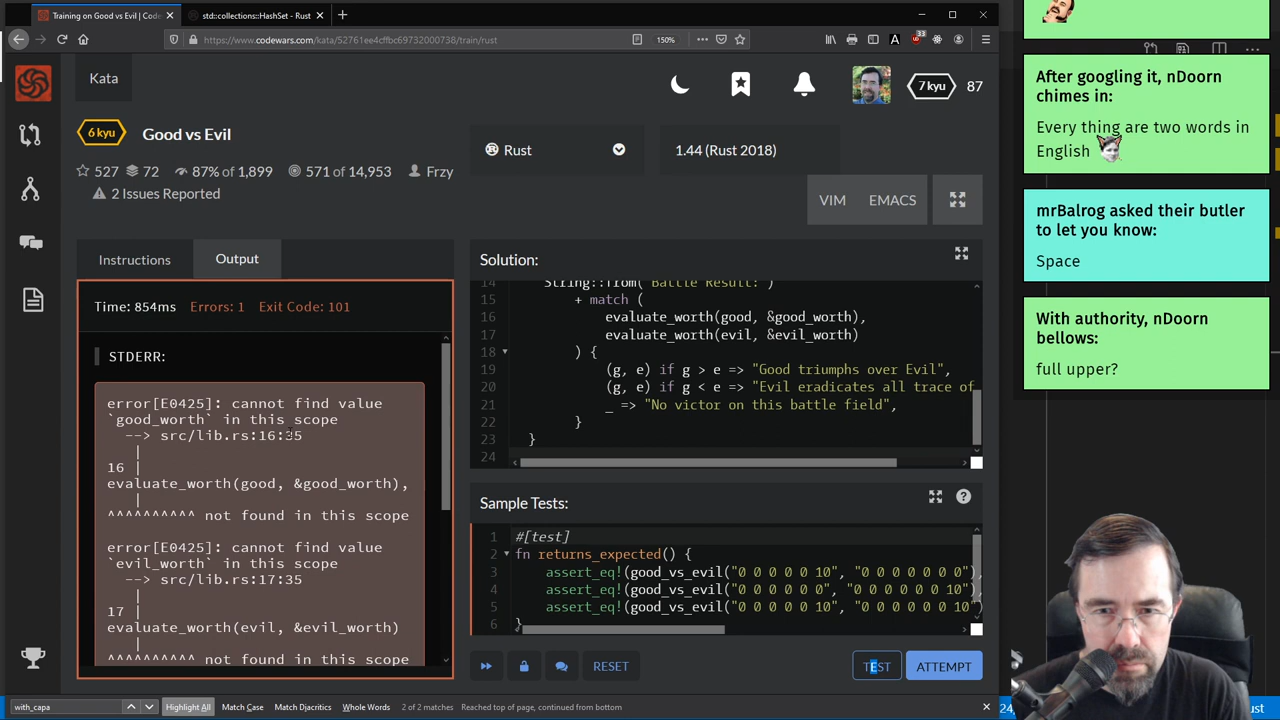 Training on Good vs Evil | Code
std::collections::HashSet - Rust
https://www.codewars.com/kata/52761ee4cffbc69732000738/train/rust
150%
33
Kata
7 kyu
87
6 kyu
Good vs Evil
527
72
87% of 1,899
571 of 14,953
Frzy
2 Issues Reported
Rust
1.44 (Rust 2018)
VIM
EMACS
Instructions
Output
Time: 854ms
Errors: 1
Exit Code: 101
STDERR:
error[E0425]: cannot find value
`good_worth` in this scope
--> src/lib.rs:16:35
|
16 |
evaluate_worth(good, &good_worth),
|
^^^^^^^^^^ not found in this scope
error[E0425]: cannot find value
`evil_worth` in this scope
--> src/lib.rs:17:35
|
17 |
evaluate_worth(evil, &evil_worth)
|
^^^^^^^^^^ not found in this scope
Solution:
14 String::from("Battle Result: ")
15 + match (
16 evaluate_worth(good, &good_worth),
17 evaluate_worth(evil, &evil_worth)
18 ) {
19 (g, e) if g > e => "Good triumphs over Evil",
20 (g, e) if g < e => "Evil eradicates all trace of
21 _ => "No victor on this battle field",
22 }
23 }
24
Sample Tests:
1 #[test]
2 fn returns_expected() {
3 assert_eq!(good_vs_evil("0 0 0 0 0 10", "0 0 0 0 0 0 0"),
4 assert_eq!(good_vs_evil("0 0 0 0 0 0", "0 0 0 0 0 0 10"),
5 assert_eq!(good_vs_evil("0 0 0 0 0 10", "0 0 0 0 0 0 10"
6 }
RESET
TEST
ATTEMPT
with_capa
Highlight All
Match Case
Match Diacritics
Whole Words
2 of 2 matches
Reached top of page, continued from bottom
After googling it, nDoorn
chimes in:
Every thing are two words in
English
mrBalrog asked their butler
to let you know:
Space
With authority, nDoorn
bellows:
full upper?
24,
ust